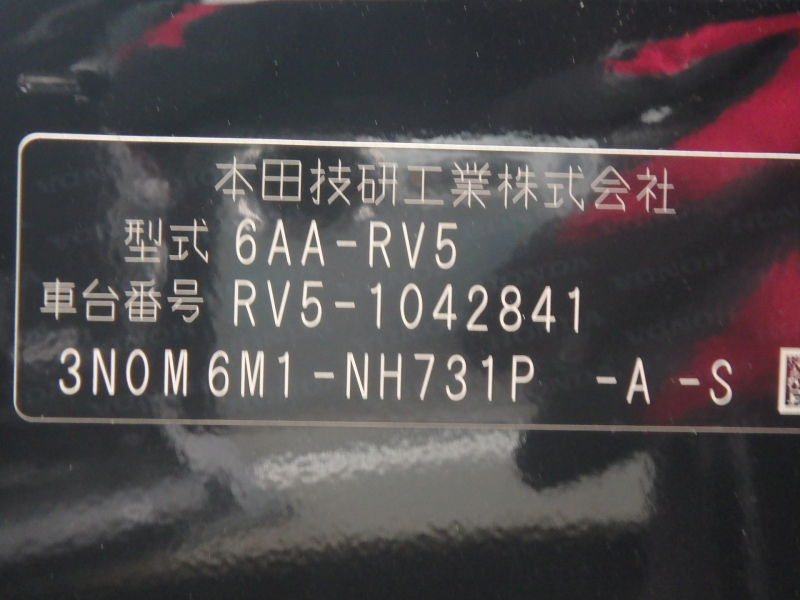 本田技研工業株式会社
型式 6AA-RV5
車台番号 RV5-1042841
3N0M6M1-NH731P -A-S